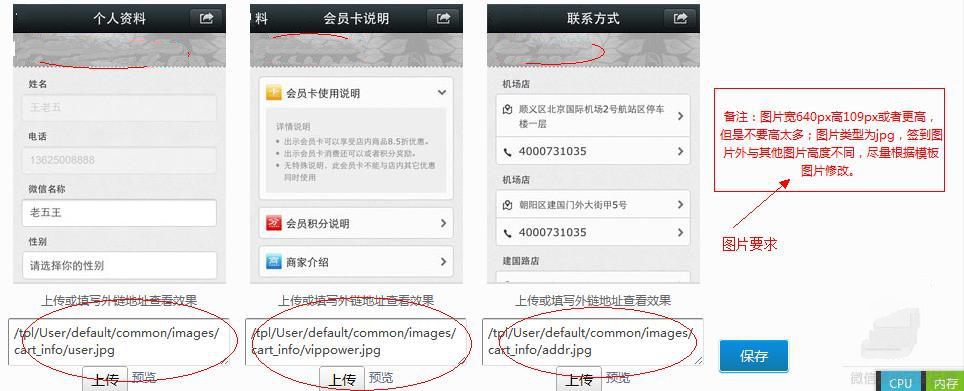 个人资料
姓名
王老五
电话
13625008888
微信名称
老五王
性别
请选择你的性别
上传或填写外链地址查看效果
/tpl/User/default/common/images/
cart_info/user.jpg
上传 预览
料 会员卡说明
会员卡使用说明
详情说明
出示会员卡可以享受店内商品8.5折优惠。
出示会员卡消费还可以或者积分奖励。
无特殊说明，此会员卡不能与店内其它优惠
同时使用
会员积分说明
商家介绍
上传或填写外链地址查看效果
/tpl/User/default/common/images/
cart_info/vippower.jpg
上传 预览
联系方式
机场店
顺义区北京国际机场2号航站区停车
楼一层
4000731035
机场店
朝阳区建国门外大街甲5号
4000731035
建国路店
上传或填写外链地址查看效果
/tpl/User/default/common/images/
cart_info/addr.jpg
上传 预览
备注：图片宽640px高109px或者更高，
但是不要高太多；图片类型为jpg，签到图
片外与其他图片高度不同，尽量根据模板
图片修改。
图片要求
保存
微信
CPU 内存